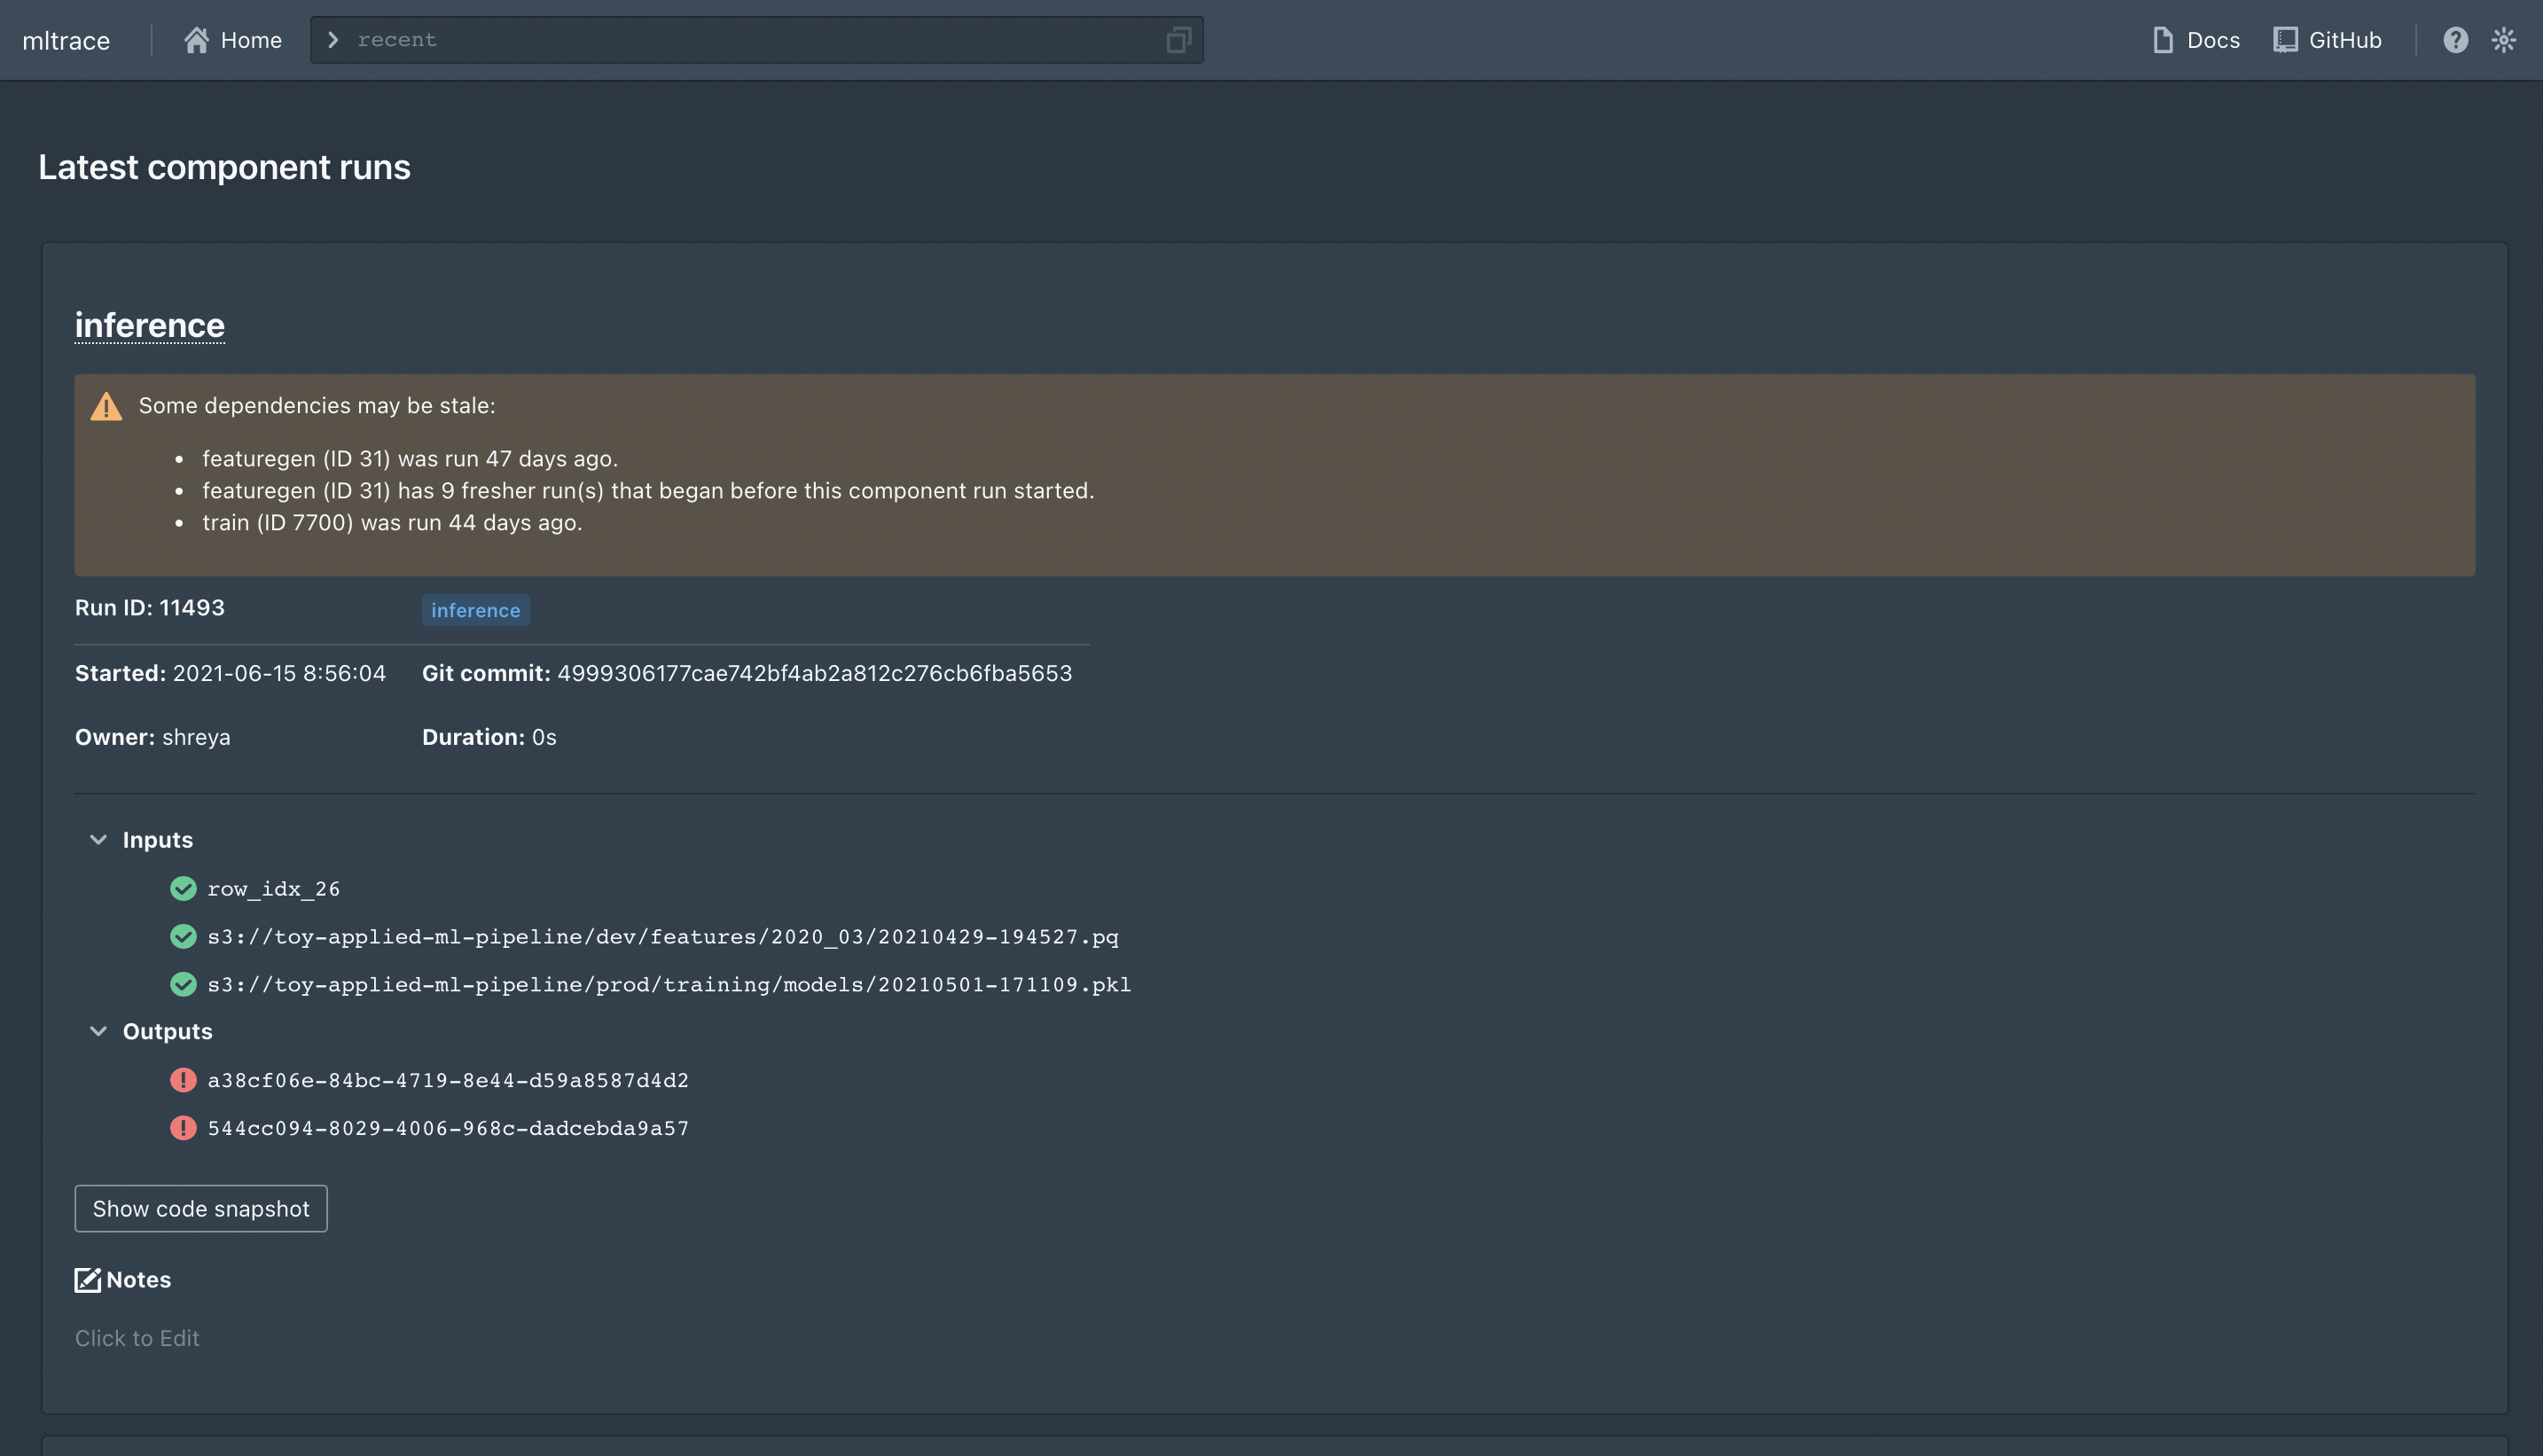 mltrace Home recent Docs GitHub
Latest component runs
inference
Some dependencies may be stale:
• featuregen (ID 31) was run 47 days ago.
• featuregen (ID 31) has 9 fresher run(s) that began before this component run started.
• train (ID 7700) was run 44 days ago.
Run ID: 11493 inference
Started: 2021-06-15 8:56:04 Git commit: 4999306177cae742bf4ab2a812c276cb6fba5653
Owner: shreya Duration: 0s
Inputs
row_idx_26
s3://toy-applied-ml-pipeline/dev/features/2020_03/20210429-194527.pq
s3://toy-applied-ml-pipeline/prod/training/models/20210501-171109.pkl
Outputs
a38cf06e-84bc-4719-8e44-d59a8587d4d2
544cc094-8029-4006-968c-dadcebda9a57
Show code snapshot
Notes
Click to Edit